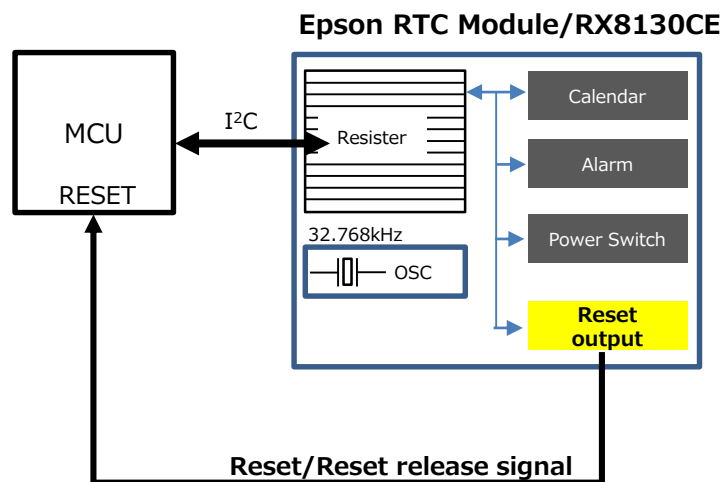 Epson RTC Module/RX8130CE
MCU
RESET
I²C
Resister
Calendar
Alarm
Power Switch
32.768kHz
OSC
Reset
output
Reset/Reset release signal